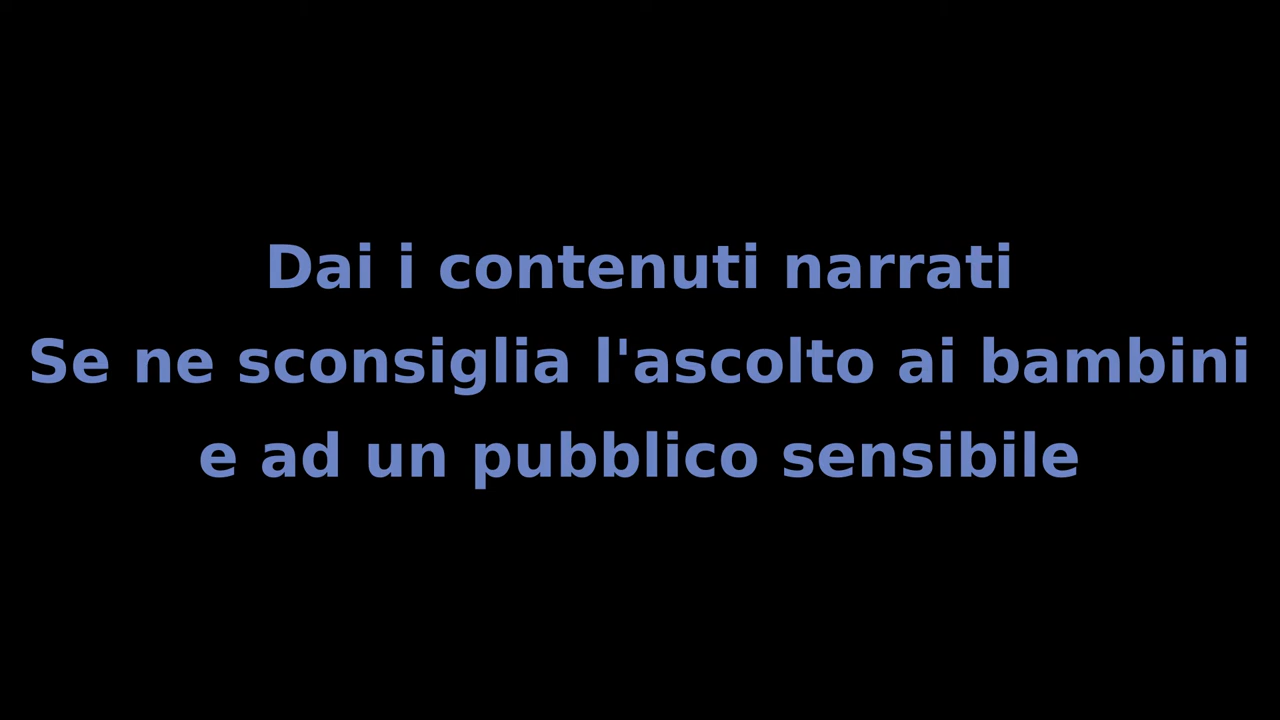 Dai i contenuti narrati
Se ne sconsiglia l'ascolto ai bambini
e ad un pubblico sensibile